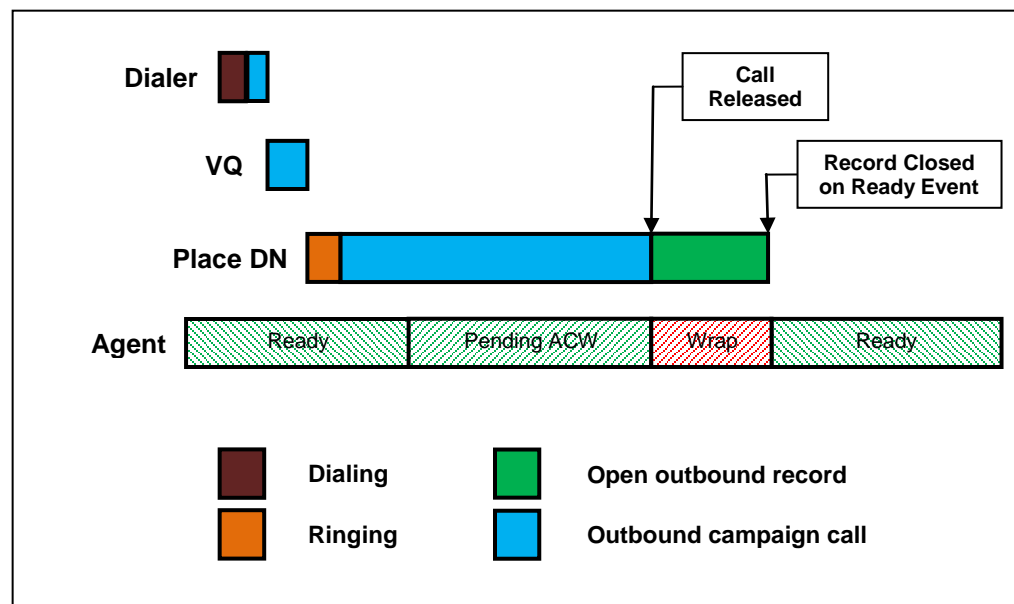 Dialer
Call
Released
VQ
Record Closed
on Ready Event
Place DN
Agent
Ready
Pending ACW
Wrap
Ready
Dialing
Open outbound record
Ringing
Outbound campaign call